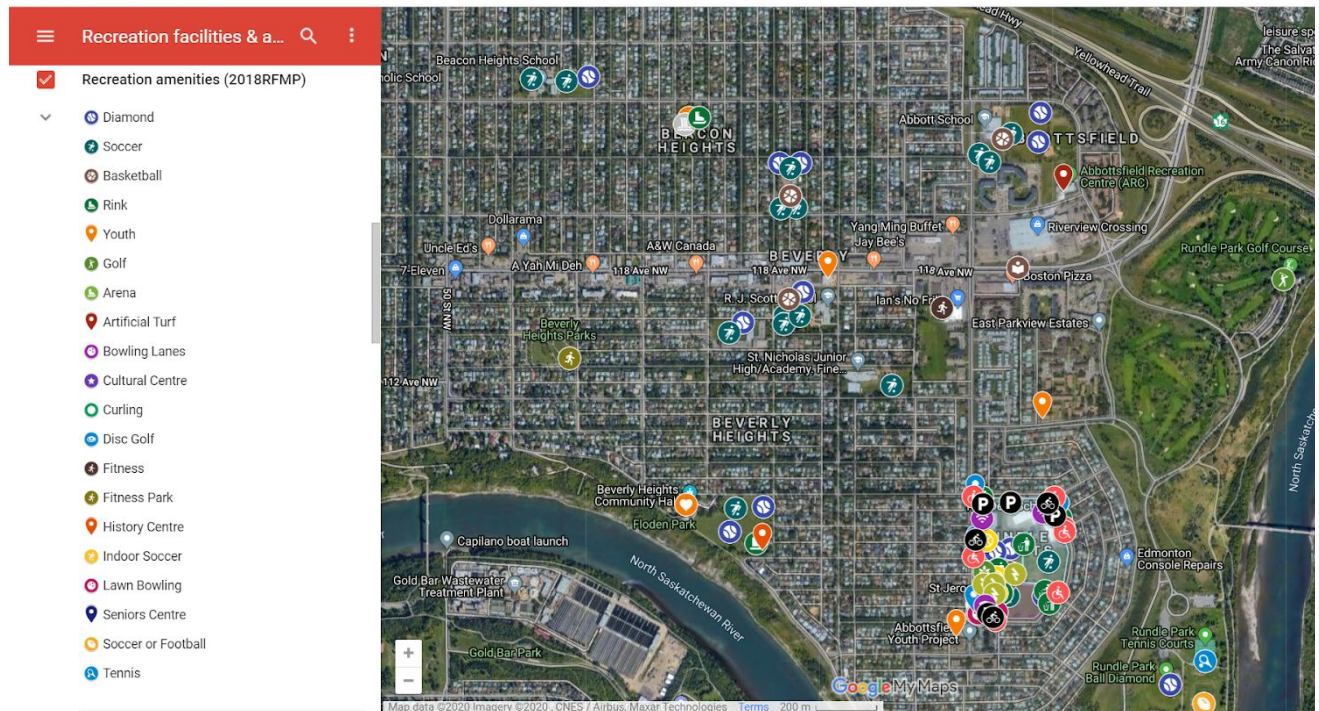 Recreation facilities & a...
Recreation amenities (2018RFMP)
Diamond
Soccer
Basketball
Rink
Youth
Golf
Arena
Artificial Turf
Bowling Lanes
Cultural Centre
Curling
Disc Golf
Fitness
Fitness Park
History Centre
Indoor Soccer
Lawn Bowling
Seniors Centre
Soccer or Football
Tennis
Yellowhead Trail
16
leisure sp
The Salvat
Army Canon Ri
Beacon Heights School
olic School
BEACON
HEIGHTS
Abbott School
TTSFIELD
Abbottsfield Recreation
Centre (ARC)
Dollarama
Uncle Ed's
A&W Canada
Yang Ming Buffet
Jay Bee's
Riverview Crossing
Rundle Park Golf Course
7-Eleven
A Yah Mi Deh
118 Ave NW
BEVERLY
118 Ave NW
118 Ave NW
Boston Pizza
50 St NW
R. J. Scott
Ian's No Fri
Beverly
Heights Parks
East Parkview Estates
St. Nicholas Junior
High/Academy, Fine...
112 Ave NW
BEVERLY
HEIGHTS
North Saskatche
Beverly Heights
Community Hal
Floden Park
Capilano boat launch
P
P
P
Gold Bar Wastewater
Treatment Plant
North Saskatchewan River
Edmonton
Console Repairs
St Jero
Abbottsfie
Youth Project
Gold Bar Park
Rundle Park
Tennis Courts
Rundle Park
Ball Diamond
Google My Maps
Map data ©2020 Imagery ©2020 , CNES / Airbus, Maxar Technologies Terms 200 m